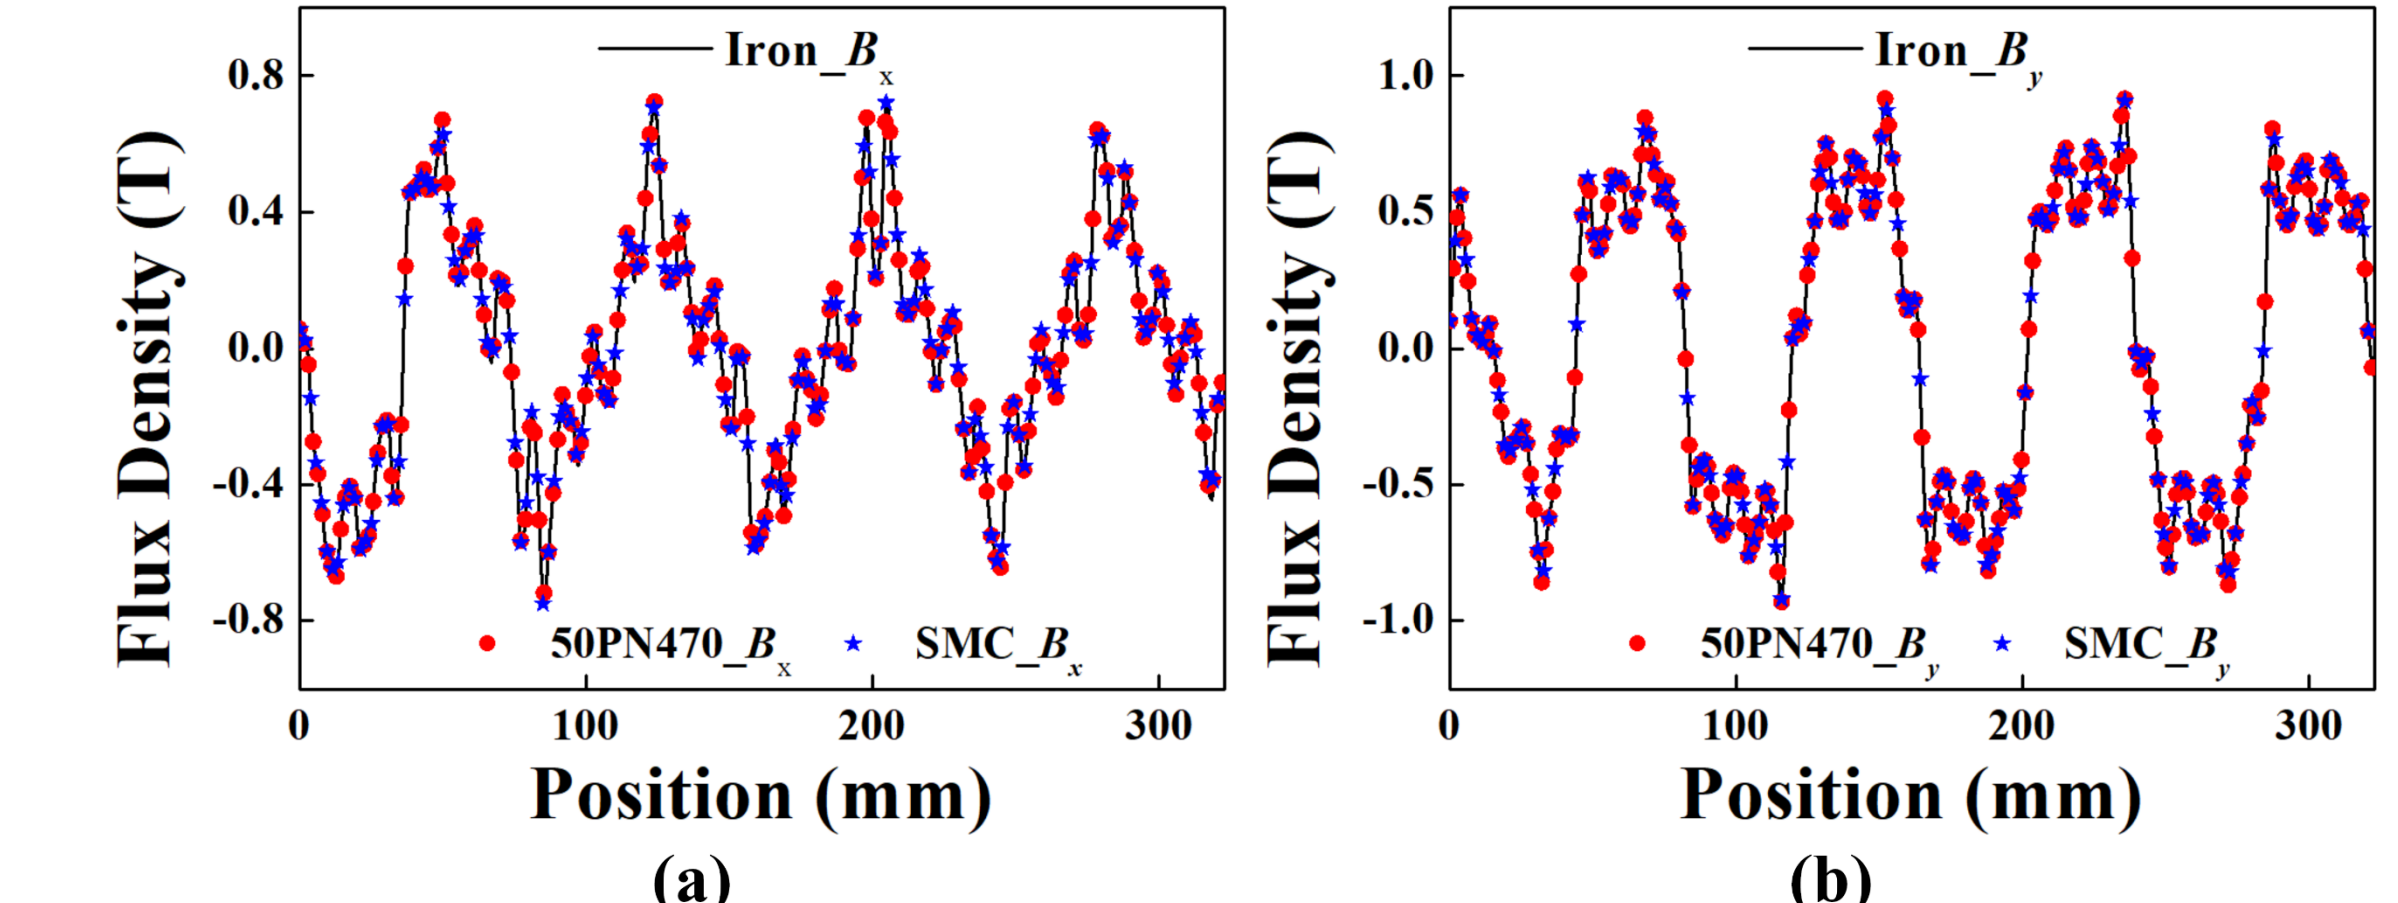 Iron_Bx
0.8
0.4
0.0
-0.4
-0.8
Flux Density (T)
50PN470_Bx
SMC_Bx
0 100 200 300
Position (mm)
(a)
Iron_By
1.0
0.5
0.0
-0.5
-1.0
Flux Density (T)
50PN470_By
SMC_By
0 100 200 300
Position (mm)
(b)